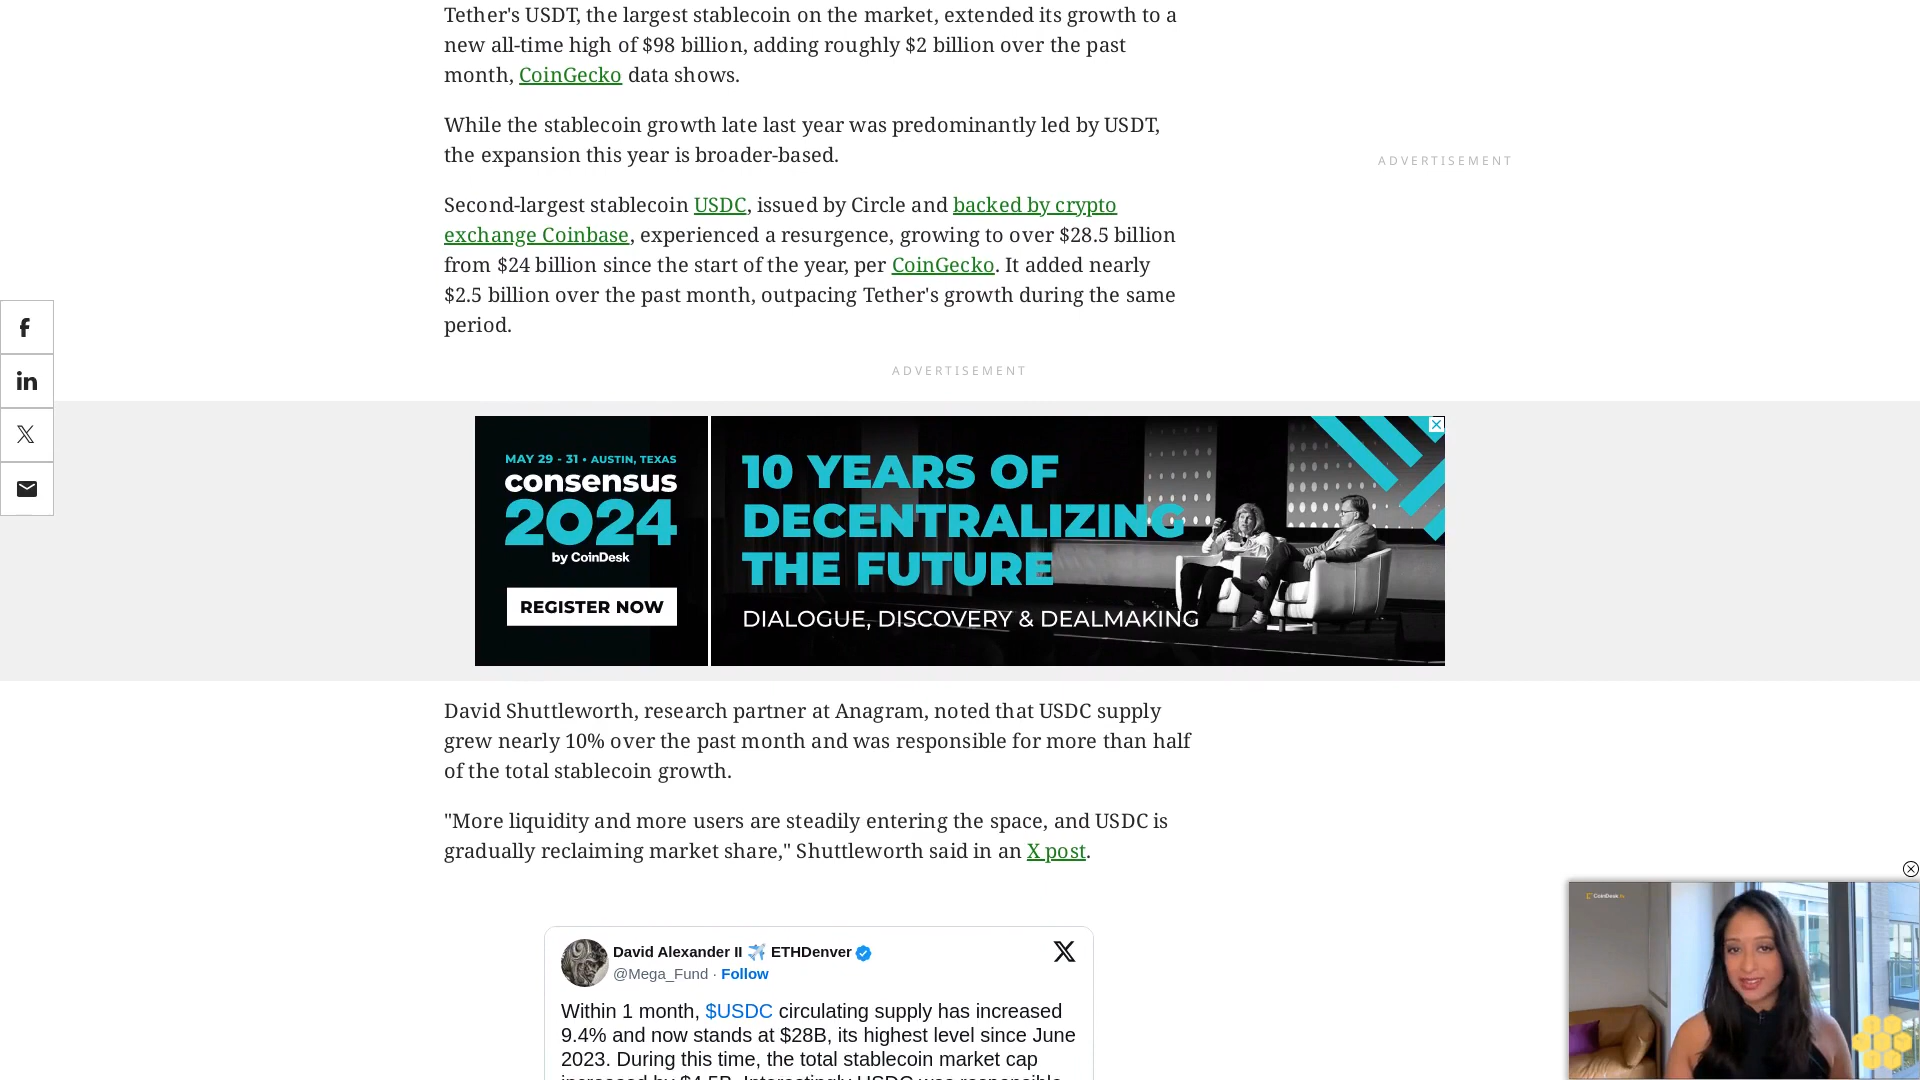 Tether's USDT, the largest stablecoin on the market, extended its growth to a
new all-time high of $98 billion, adding roughly $2 billion over the past
month, CoinGecko data shows.
While the stablecoin growth late last year was predominantly led by USDT,
the expansion this year is broader-based.
ADVERTISEMENT
Second-largest stablecoin USDC, issued by Circle and backed by crypto
exchange Coinbase, experienced a resurgence, growing to over $28.5 billion
from $24 billion since the start of the year, per CoinGecko. It added nearly
$2.5 billion over the past month, outpacing Tether's growth during the same
period.
ADVERTISEMENT
MAY 29 - 31 • AUSTIN, TEXAS
consensus
2024
by CoinDesk
REGISTER NOW
10 YEARS OF
DECENTRALIZING
THE FUTURE
DIALOGUE, DISCOVERY & DEALMAKING
David Shuttleworth, research partner at Anagram, noted that USDC supply
grew nearly 10% over the past month and was responsible for more than half
of the total stablecoin growth.
"More liquidity and more users are steadily entering the space, and USDC is
gradually reclaiming market share," Shuttleworth said in an X post.
David Alexander II ✈️ ETHDenver
@Mega_Fund · Follow
Within 1 month, $USDC circulating supply has increased
9.4% and now stands at $28B, its highest level since June
2023. During this time, the total stablecoin market cap
increased by $4.5B. Interestingly USDC was responsible
CoinDesk